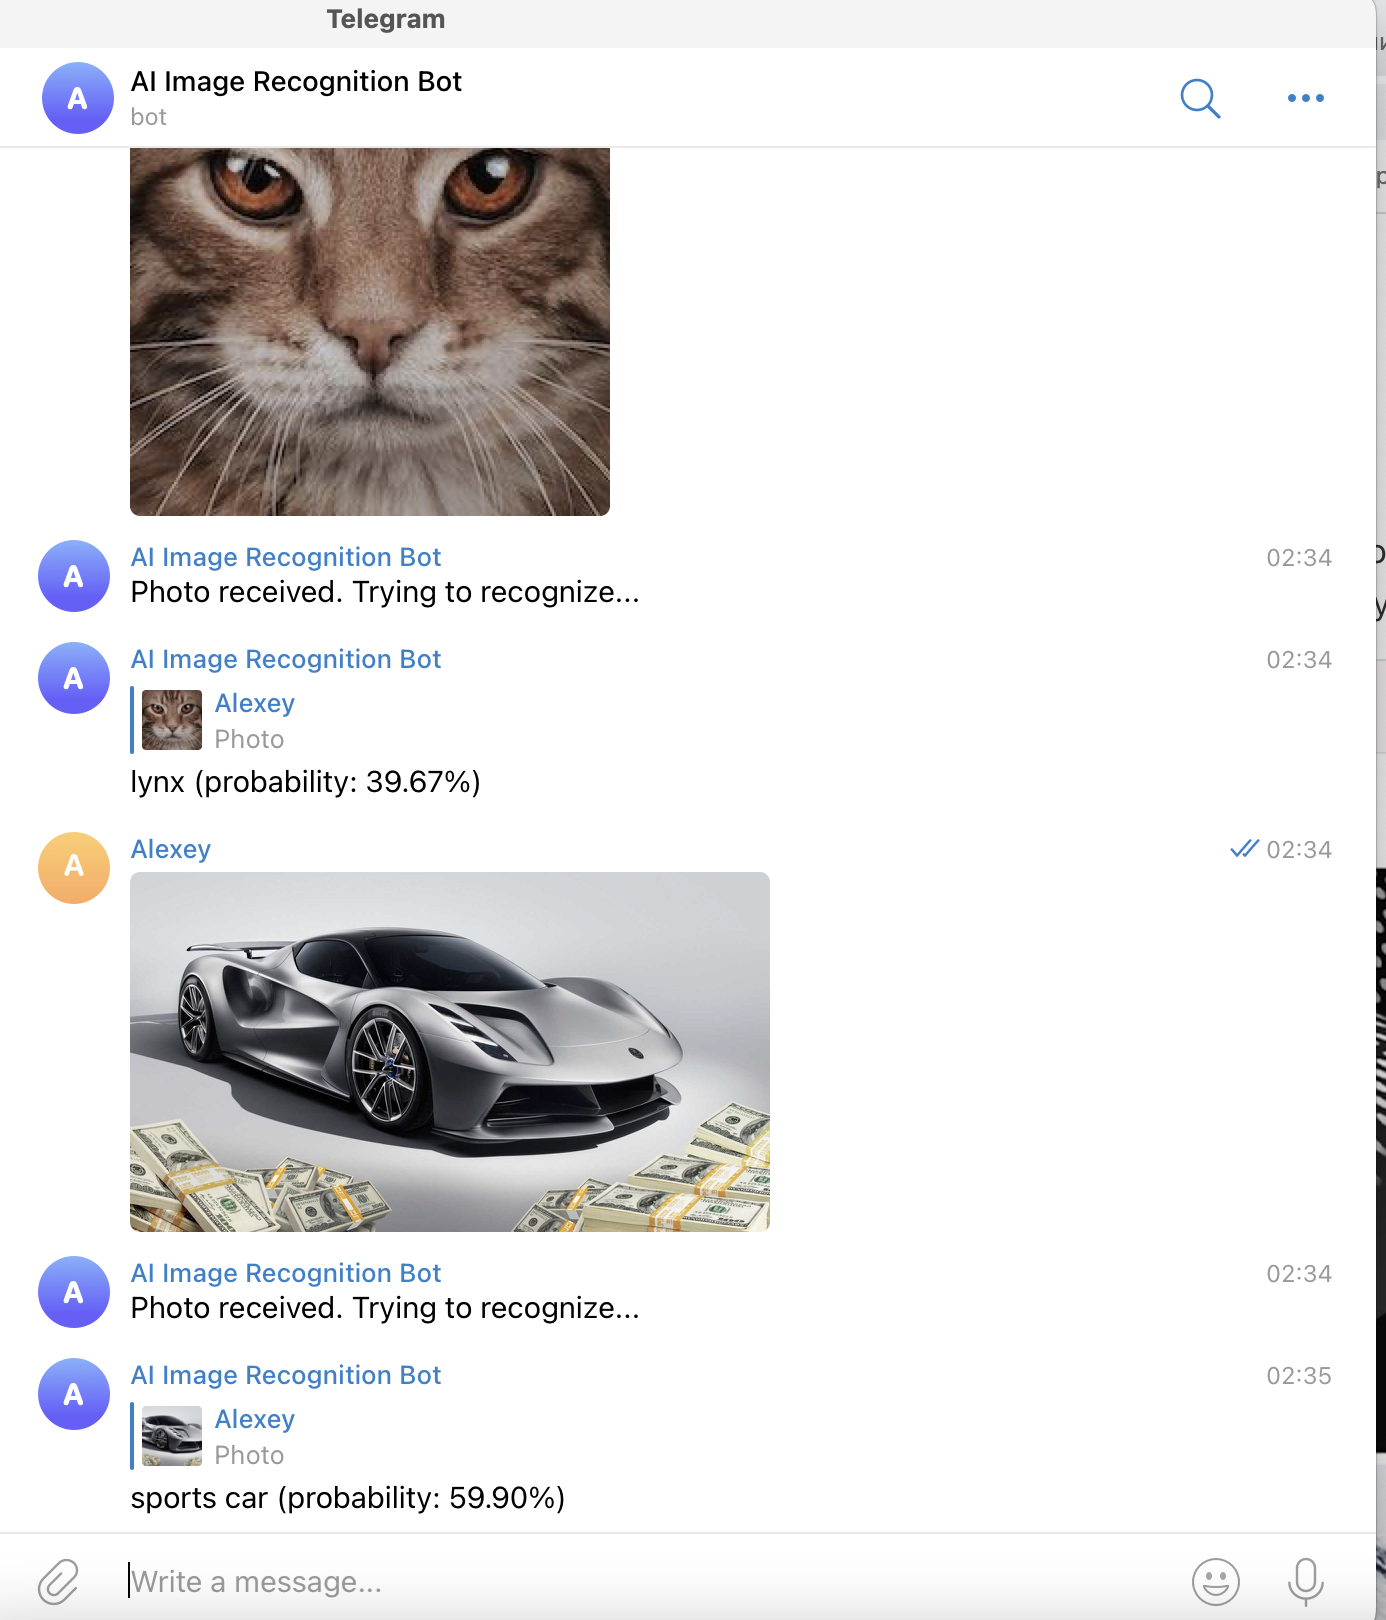 Telegram
A
AI Image Recognition Bot
bot
A
AI Image Recognition Bot
02:34
Photo received. Trying to recognize...
A
AI Image Recognition Bot
02:34
Alexey
Photo
lynx (probability: 39.67%)
A
Alexey
02:34
A
AI Image Recognition Bot
02:34
Photo received. Trying to recognize...
A
AI Image Recognition Bot
02:35
Alexey
Photo
sports car (probability: 59.90%)
Write a message...